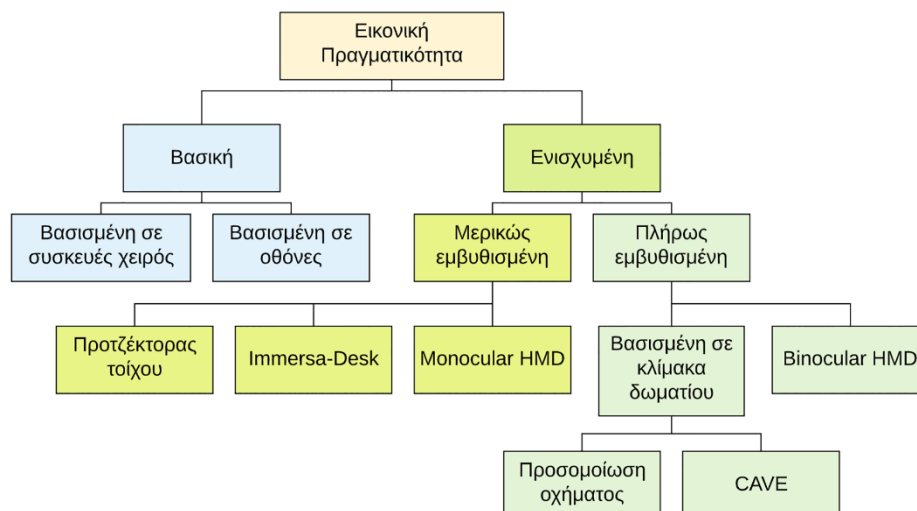 Εικονική
Πραγματικότητα
Βασική
Ενισχυμένη
Βασισμένη σε
συσκευές χειρός
Βασισμένη σε
οθόνες
Μερικώς
εμβυθισμένη
Πλήρως
εμβυθισμένη
Προτζέκτορας
τοίχου
Immersa-Desk
Monocular HMD
Βασισμένη σε
κλίμακα
δωματίου
Binocular HMD
Προσομοίωση
οχήματος
CAVE